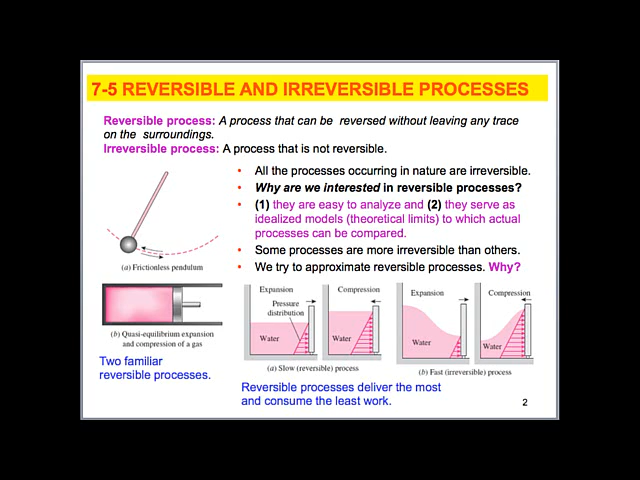 7-5 REVERSIBLE AND IRREVERSIBLE PROCESSES
Reversible process: A process that can be reversed without leaving any trace
on the surroundings.
Irreversible process: A process that is not reversible.
• All the processes occurring in nature are irreversible.
• Why are we interested in reversible processes?
• (1) they are easy to analyze and (2) they serve as
idealized models (theoretical limits) to which actual
processes can be compared.
• Some processes are more irreversible than others.
• We try to approximate reversible processes. Why?
(a) Frictionless pendulum
(b) Quasi-equilibrium expansion
and compression of a gas
Two familiar
reversible processes.
Expansion
Compression
Pressure
distribution
Water
Water
(a) Slow (reversible) process
Expansion
Compression
Water
Water
(b) Fast (irreversible) process
Reversible processes deliver the most
and consume the least work.
2